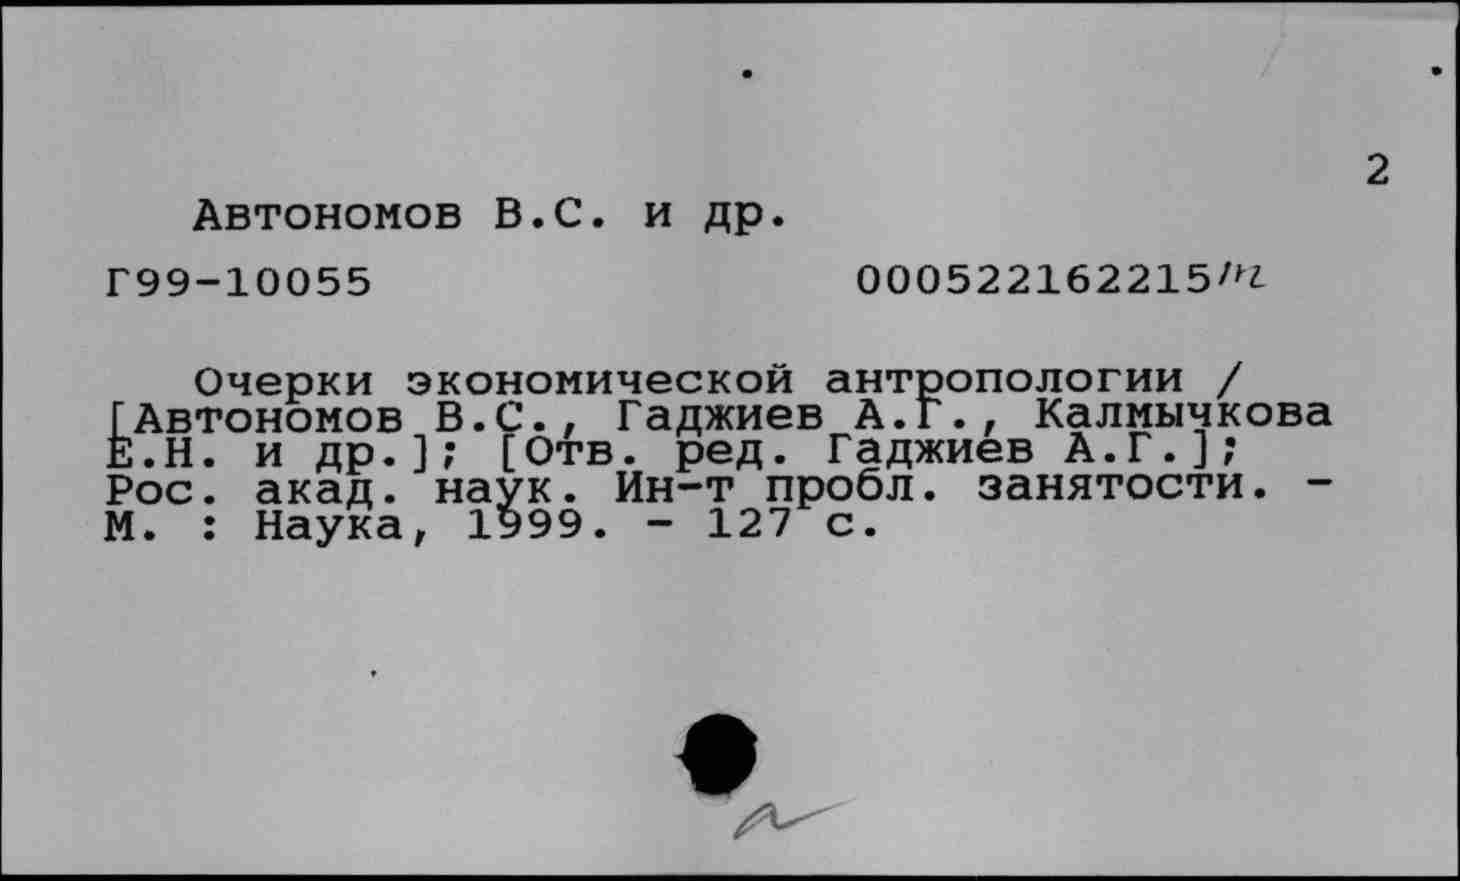 2
Автономов В.С. и др.
Г99-10055 000522162215
Очерки экономической антропологии /
[Автономов В.С., Гаджиев А.Г., Калмычкова
Е.Н. и др.]; [Отв. ред. Гаджиев А.Г.];
Рос. акад. наук. Ин-т пробл. занятости. -
М. : Наука, 1999. - 127 с.